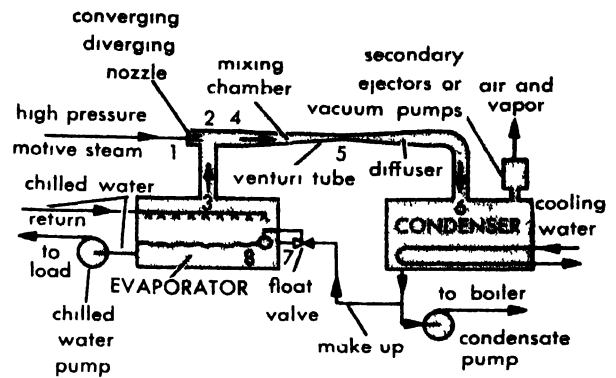 converging
diverging
nozzle
mixing
chamber
secondary
ejectors or
vacuum pumps
air and
vapor
high pressure
motive steam
1
2 4
5
venturi tube
diffuser
chilled water
return
3
6
CONDENSER
cooling
water
to
load
EVAPORATOR
8
7
float
valve
chilled
water
pump
make up
to boiler
condensate
pump